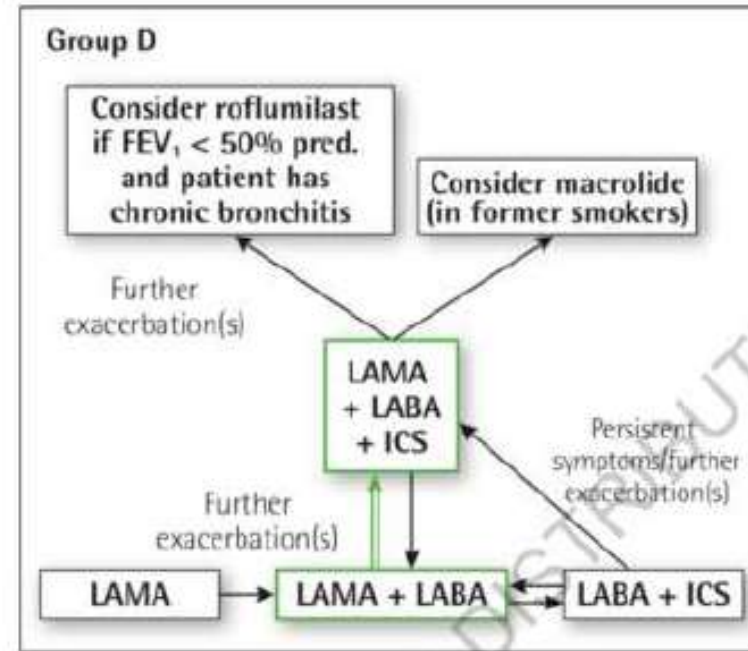 Group D
Consider roflumilast
if FEV₁ < 50% pred.
and patient has
chronic bronchitis
Consider macrolide
(in former smokers)
Further
exacerbation(s)
LAMA
+ LABA
+ ICS
Persistent
symptoms/further
exacerbation(s)
Further
exacerbation(s)
LAMA
LAMA + LABA
LABA + ICS
DISTRIBUT